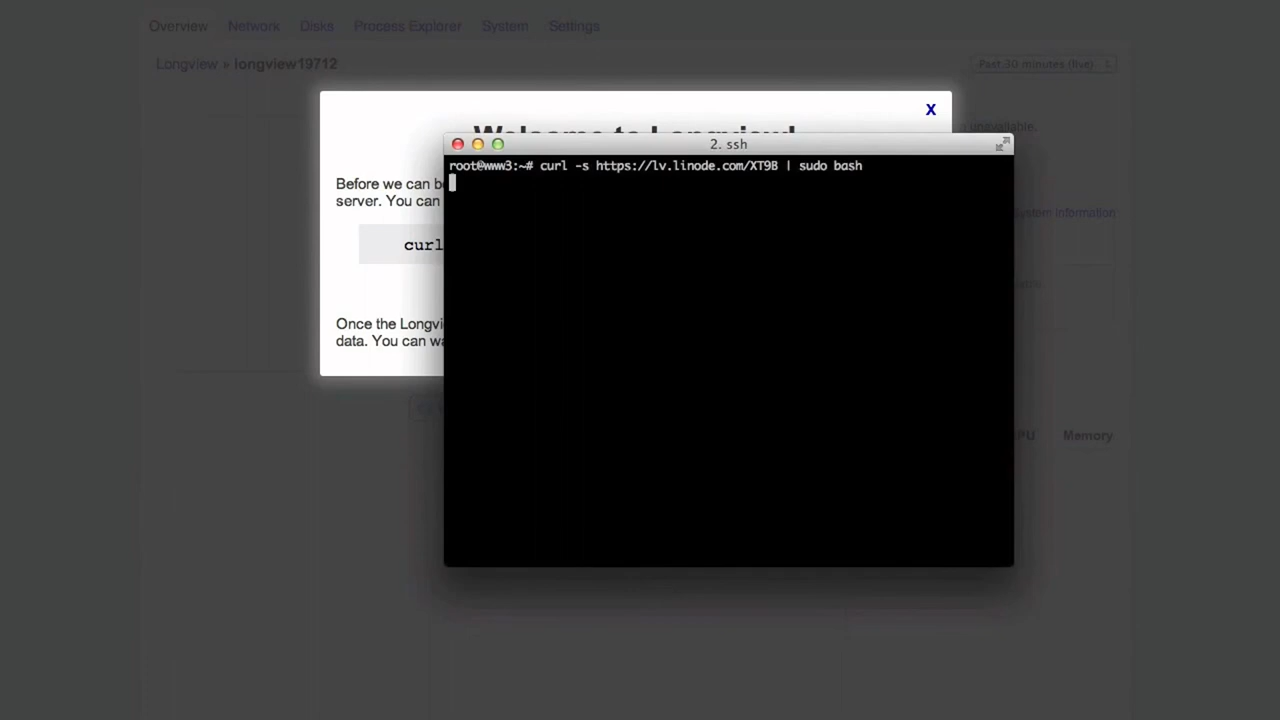 Overview Network Disks Process Explorer System Settings
Longview » longview19712
Past 30 minutes (live)
X
Welcome to Longview!
unavailable.
2. ssh
root@www3:~# curl -s https://lv.linode.com/XT9B | sudo bash
Before we can be
server. You can
System information
curl
Once the Longvi
data. You can wa
Memory